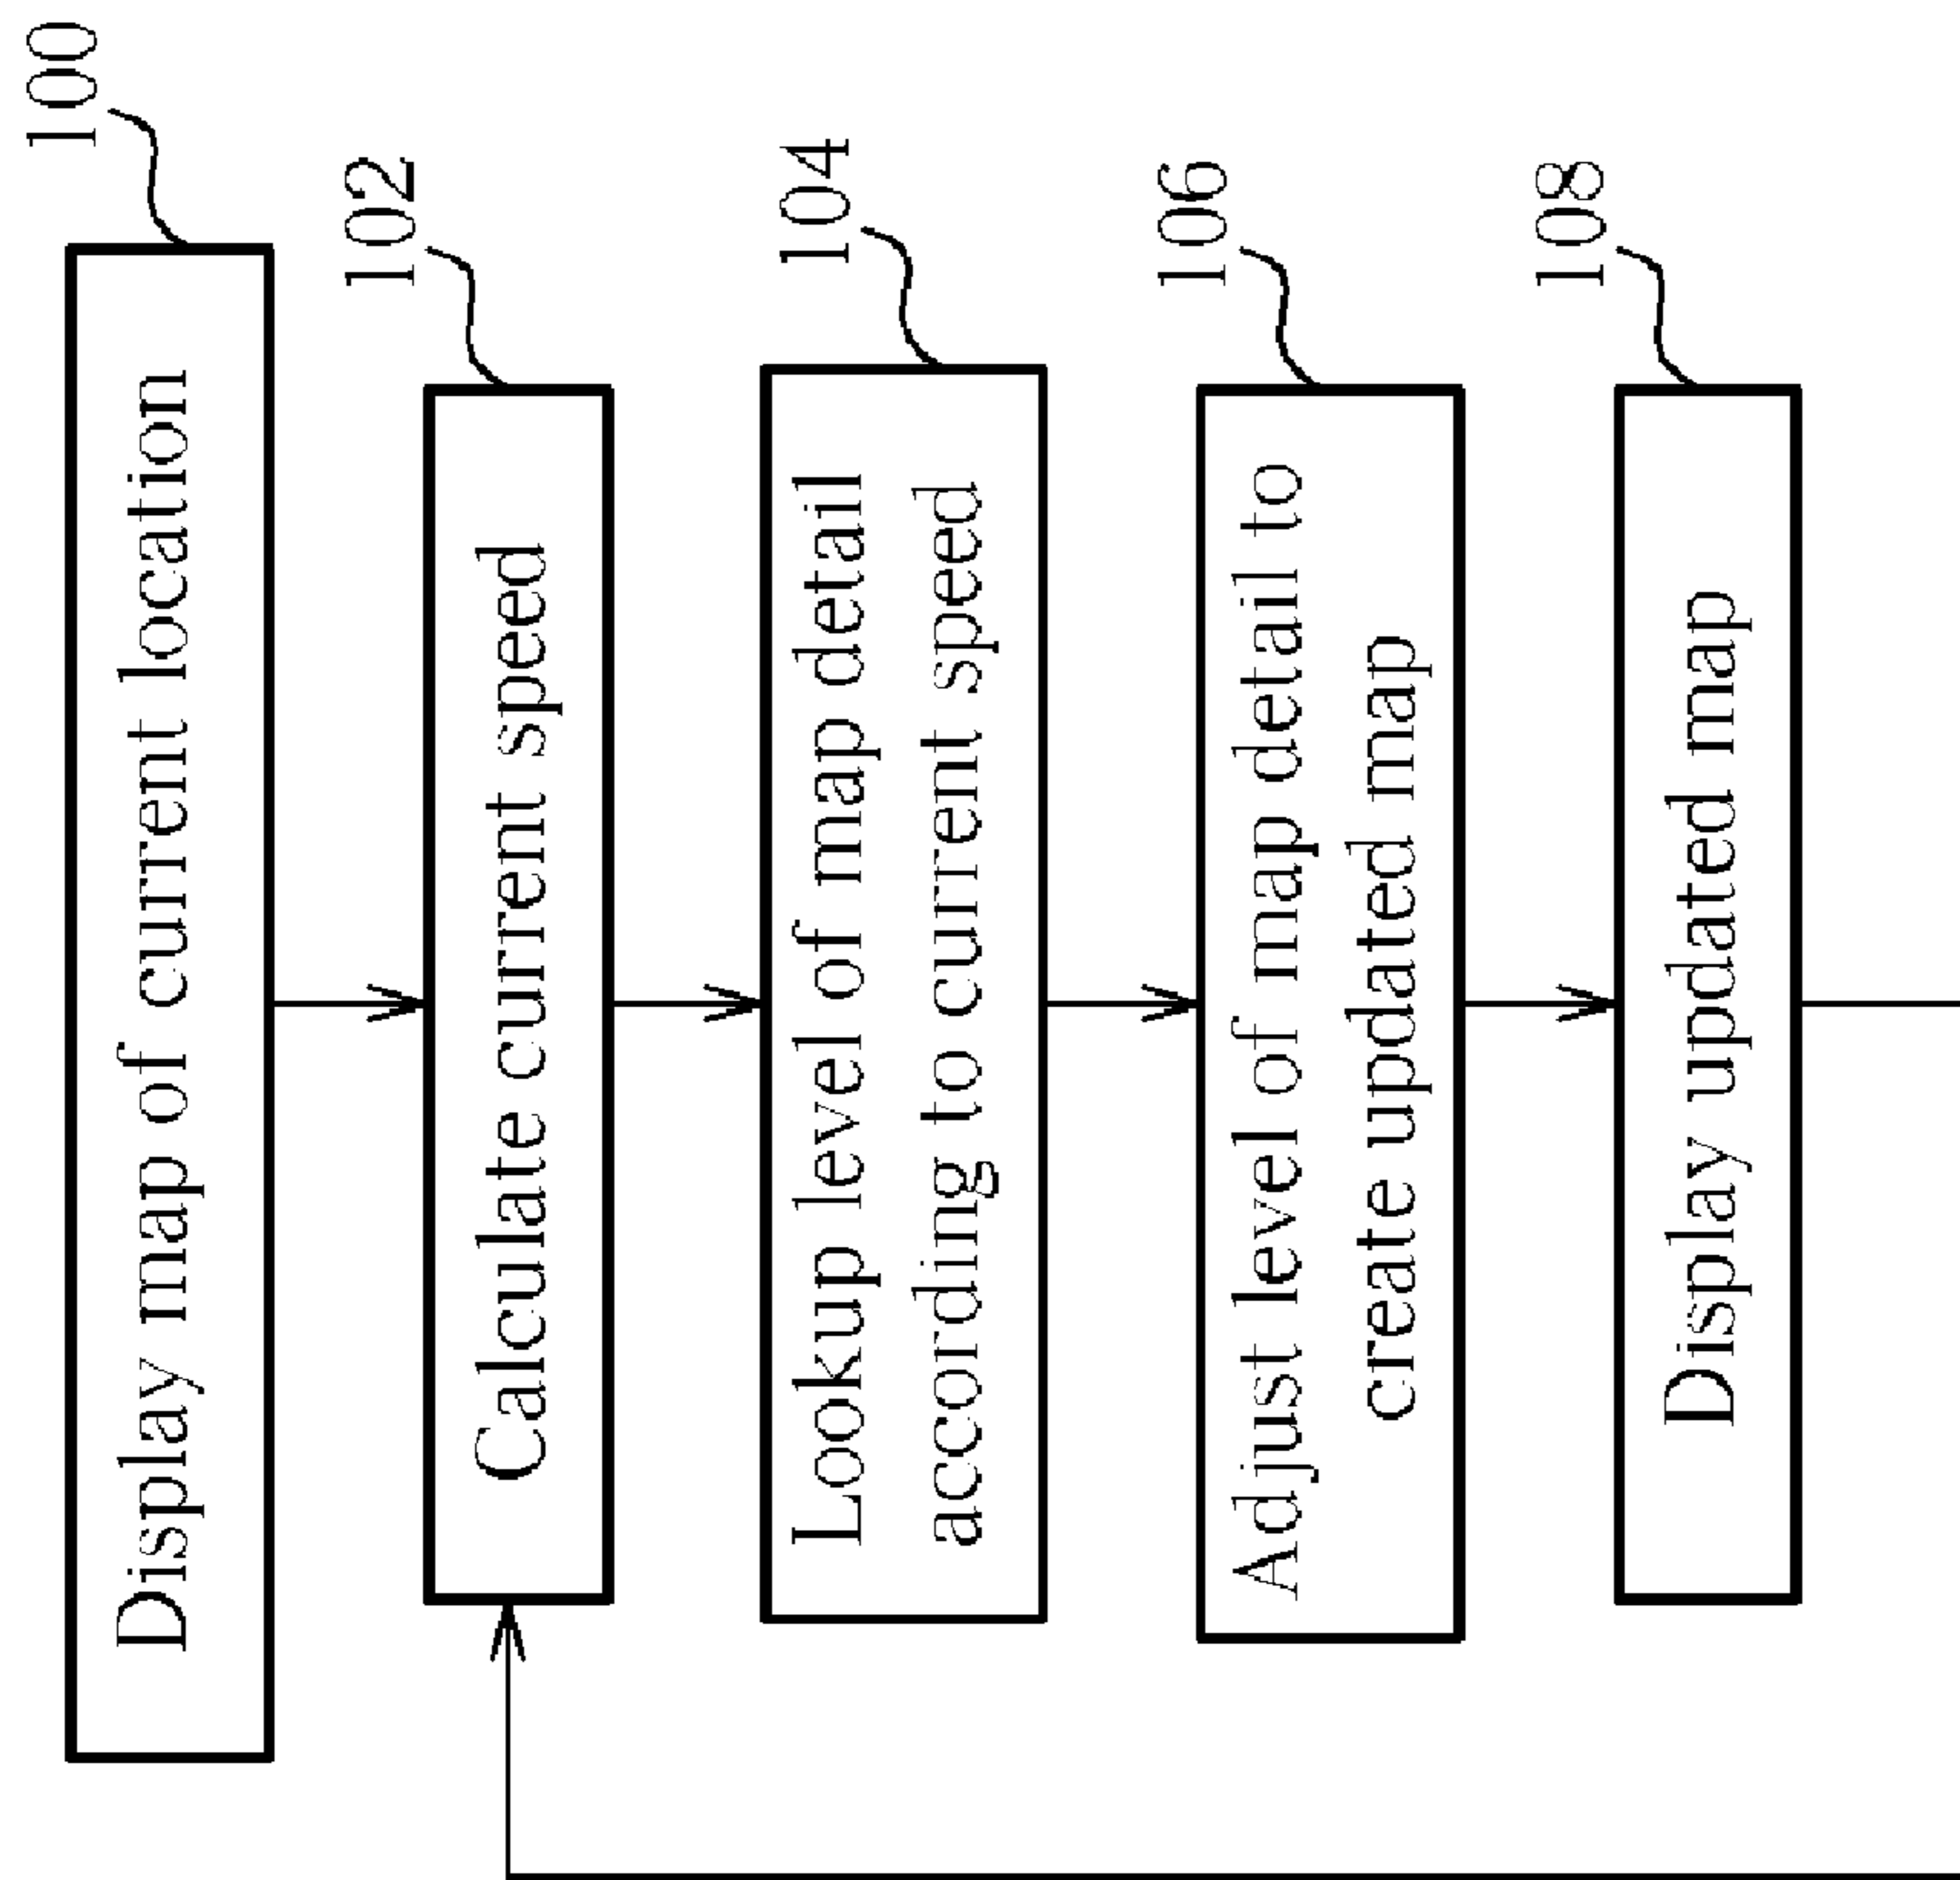 100
Display map of current location
102
Calculate current speed
104
Lookup level of map detail
according to current speed
106
Adjust level of map detail to
create updated map
108
Display updated map